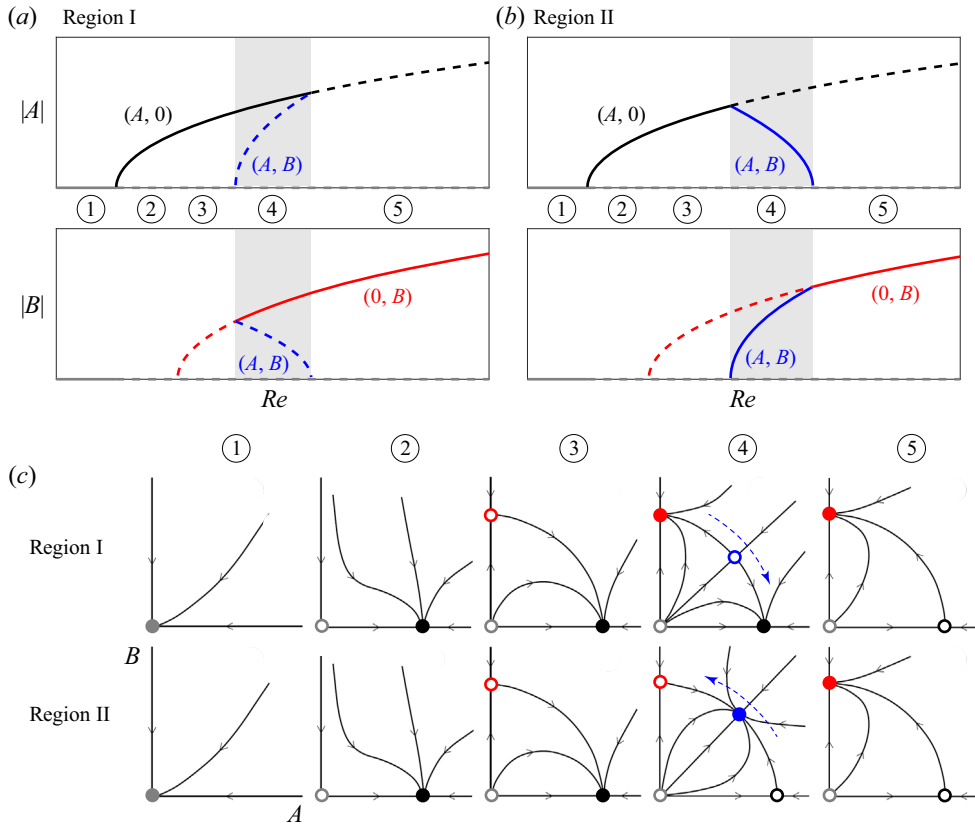 (a) Region I
(b) Region II
|A|
(A, 0)
(A, B)
(A, 0)
(A, B)
1 2 3 4 5
1 2 3 4 5
|B|
(0, B)
(A, B)
(0, B)
(A, B)
Re
Re
1 2 3 4 5
(c)
Region I
B
Region II
A